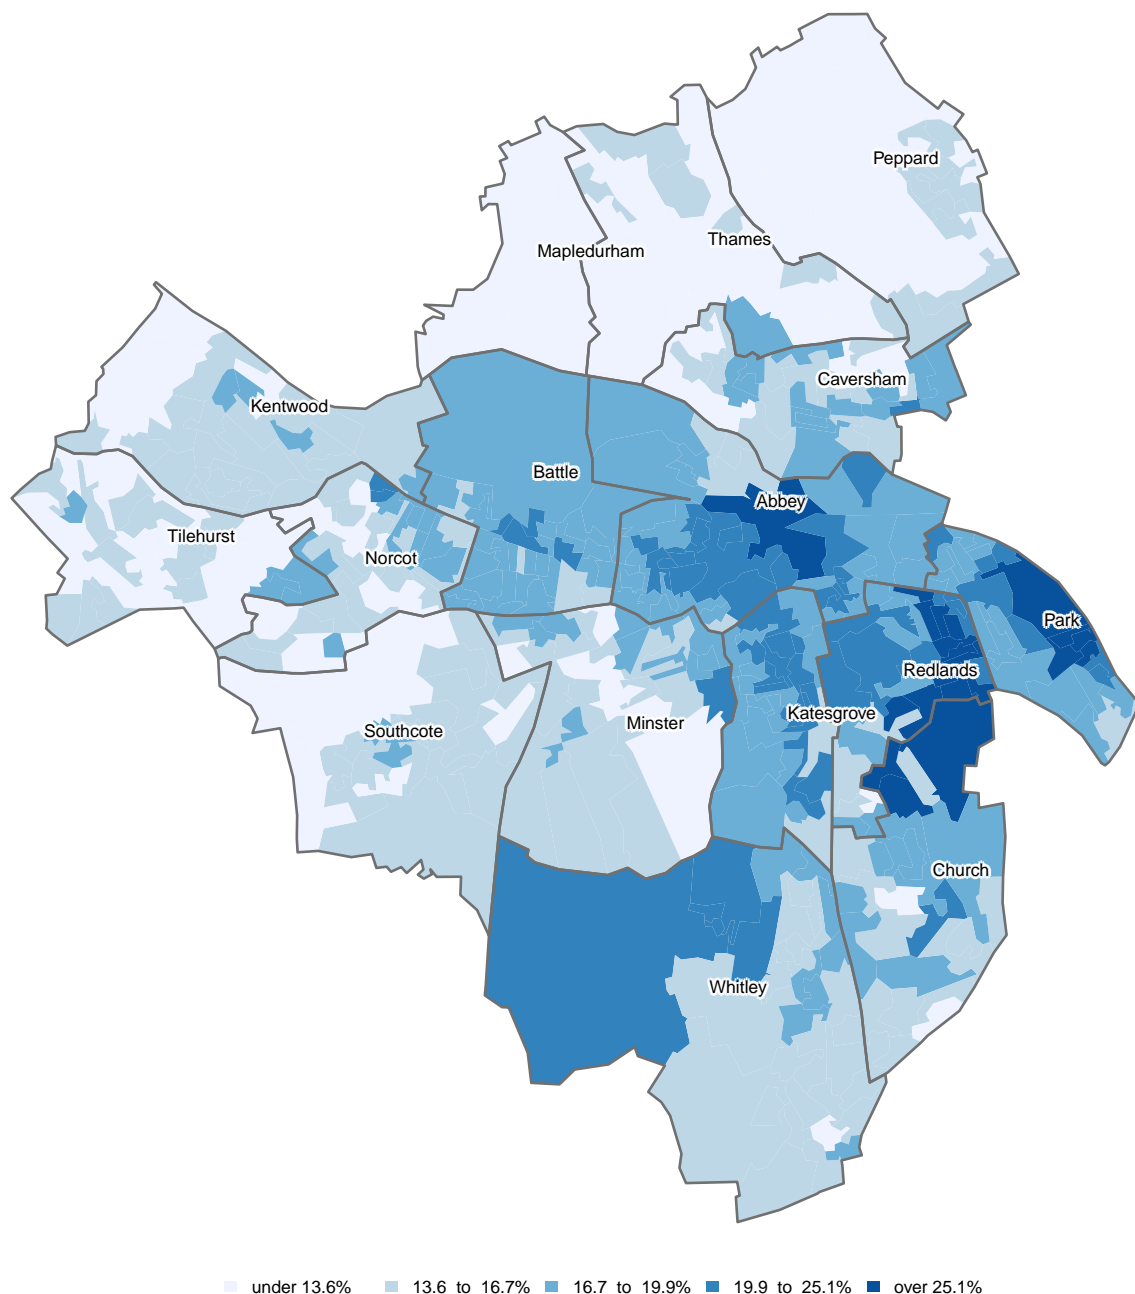 Peppard
Thames
Mapledurham
Caversham
Kentwood
Battle
Abbey
Tilehurst
Norcot
Park
Redlands
Katesgrove
Minster
Southcote
Church
Whitley
under 13.6% 13.6 to 16.7% 16.7 to 19.9% 19.9 to 25.1% over 25.1%